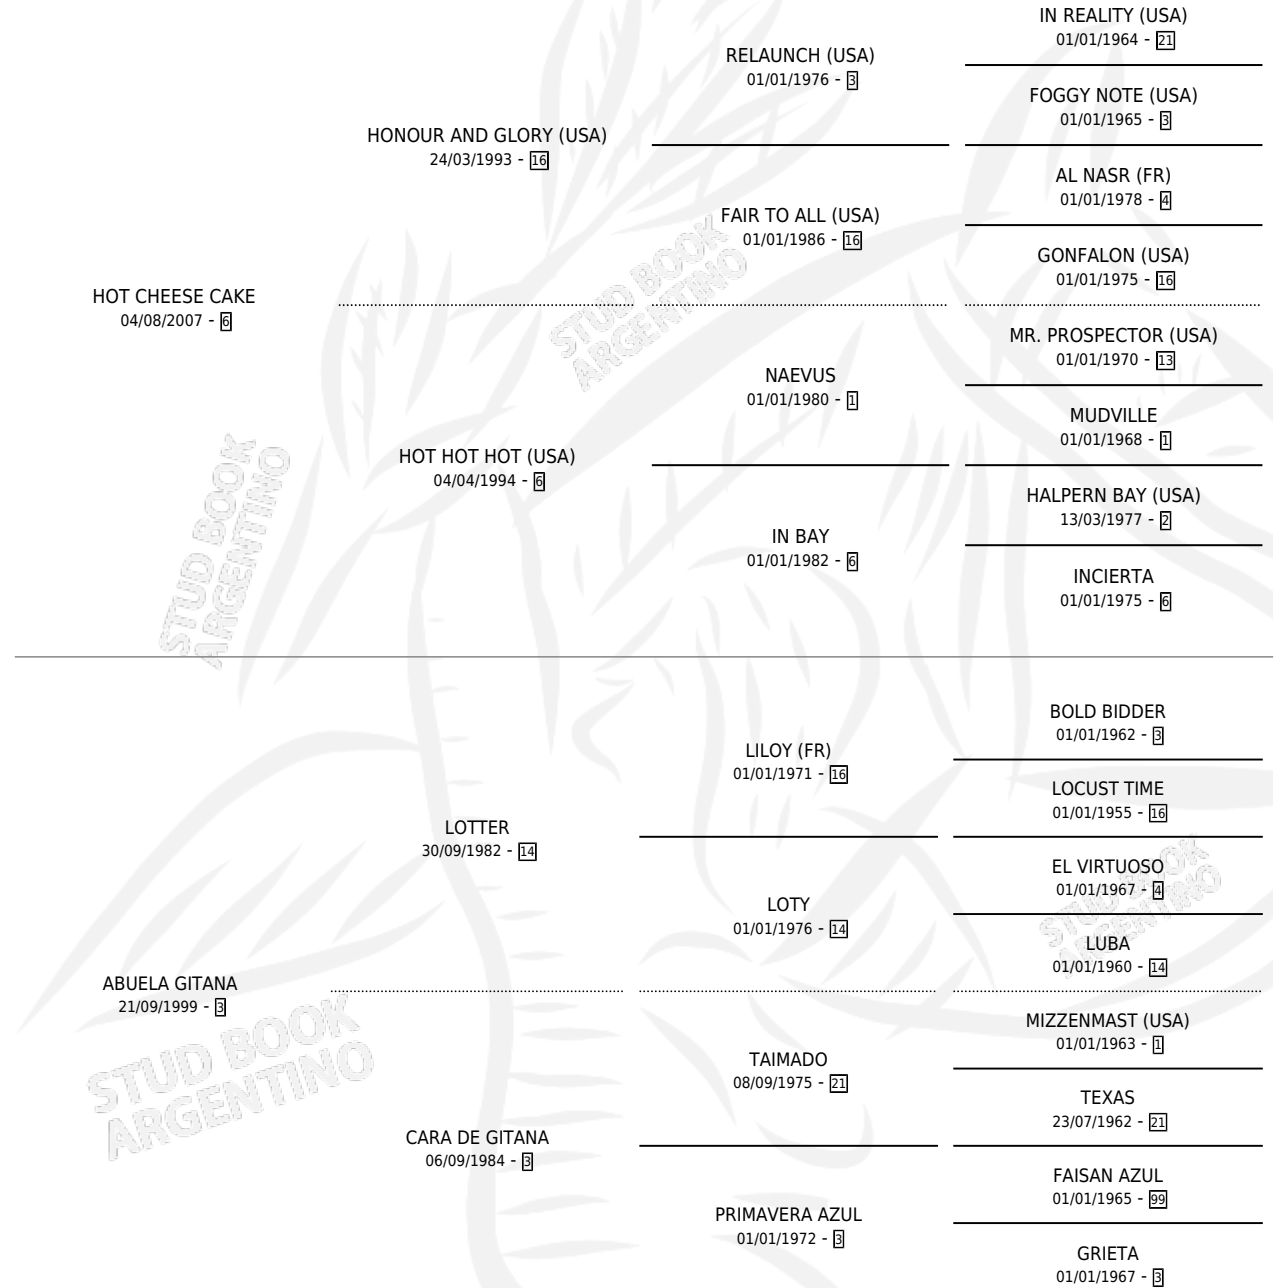 IN REALITY (USA)
01/01/1964 - 21
RELAUNCH (USA)
01/01/1976 - 3
FOGGY NOTE (USA)
01/01/1965 - 3
HONOUR AND GLORY (USA)
24/03/1993 - 16
AL NASR (FR)
01/01/1978 - 4
FAIR TO ALL (USA)
01/01/1986 - 16
GONFALON (USA)
01/01/1975 - 16
HOT CHEESE CAKE
04/08/2007 - 6
STUD BOOK
ARGENTINO
MR. PROSPECTOR (USA)
01/01/1970 - 13
NAEVUS
01/01/1980 - 1
MUDVILLE
01/01/1968 - 1
HOT HOT HOT (USA)
04/04/1994 - 6
HALPERN BAY (USA)
13/03/1977 - 2
IN BAY
01/01/1982 - 6
INCIERTA
01/01/1975 - 6
STUD BOOK
ARGENTINO
BOLD BIDDER
01/01/1962 - 3
LILOY (FR)
01/01/1971 - 16
LOCUST TIME
01/01/1955 - 16
LOTTER
30/09/1982 - 14
EL VIRTUOSO
01/01/1967 - 4
LOTY
01/01/1976 - 14
LUBA
01/01/1960 - 14
STUD BOOK
ARGENTINO
ABUELA GITANA
21/09/1999 - 3
MIZZENMAST (USA)
01/01/1963 - 1
TAIMADO
08/09/1975 - 21
TEXAS
23/07/1962 - 21
STUD BOOK
ARGENTINO
CARA DE GITANA
06/09/1984 - 3
FAISAN AZUL
01/01/1965 - 99
PRIMAVERA AZUL
01/01/1972 - 3
GRIETA
01/01/1967 - 3